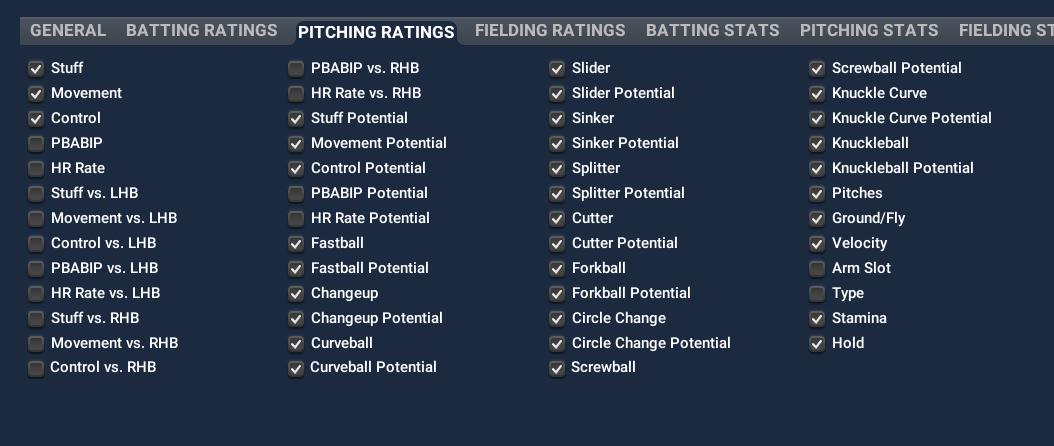 GENERAL BATTING RATINGS PITCHING RATINGS FIELDING RATINGS BATTING STATS PITCHING STATS FIELDING ST
Stuff
Movement
Control
PBABIP
HR Rate
Stuff vs. LHB
Movement vs. LHB
Control vs. LHB
PBABIP vs. LHB
HR Rate vs. LHB
Stuff vs. RHB
Movement vs. RHB
Control vs. RHB
PBABIP vs. RHB
HR Rate vs. RHB
Stuff Potential
Movement Potential
Control Potential
PBABIP Potential
HR Rate Potential
Fastball
Fastball Potential
Changeup
Changeup Potential
Curveball
Curveball Potential
Slider
Slider Potential
Sinker
Sinker Potential
Splitter
Splitter Potential
Cutter
Cutter Potential
Forkball
Forkball Potential
Circle Change
Circle Change Potential
Screwball
Screwball Potential
Knuckle Curve
Knuckle Curve Potential
Knuckleball
Knuckleball Potential
Pitches
Ground/Fly
Velocity
Arm Slot
Type
Stamina
Hold